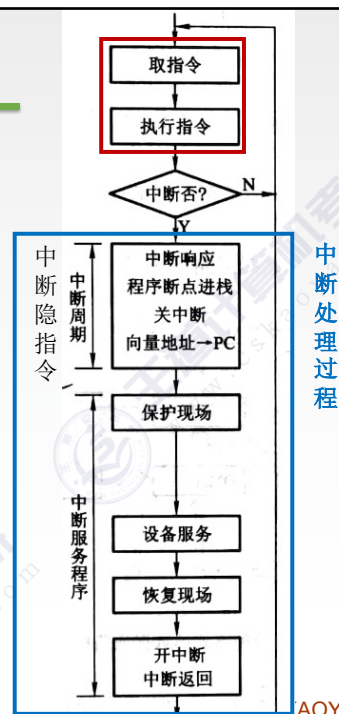 取指令
执行指令
中断否?
N
Y
中断隐指令
中断周期
中断响应
程序断点进栈
关中断
向量地址→PC
中断处理过程
保护现场
中断服务程序
设备服务
恢复现场
开中断
中断返回
AOY